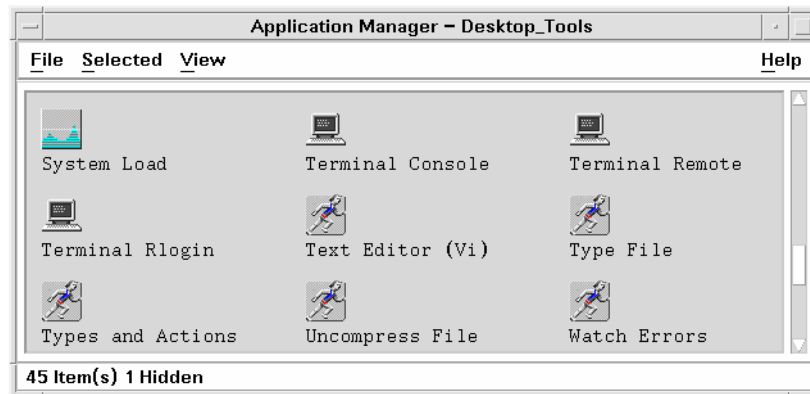 Application Manager – Desktop_Tools
File Selected View Help
System Load Terminal Console Terminal Remote
Terminal Rlogin Text Editor (Vi) Type File
Types and Actions Uncompress File Watch Errors
45 Item(s) 1 Hidden